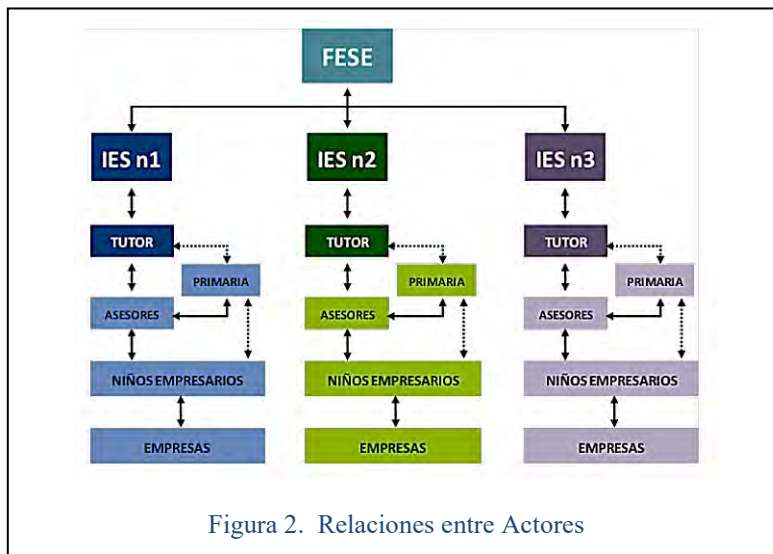 FESE
IES n1
IES n2
IES n3
TUTOR
TUTOR
TUTOR
PRIMARIA
PRIMARIA
PRIMARIA
ASESORES
ASESORES
ASESORES
NIÑOS EMPRESARIOS
NIÑOS EMPRESARIOS
NIÑOS EMPRESARIOS
EMPRESAS
EMPRESAS
EMPRESAS
Figura 2. Relaciones entre Actores